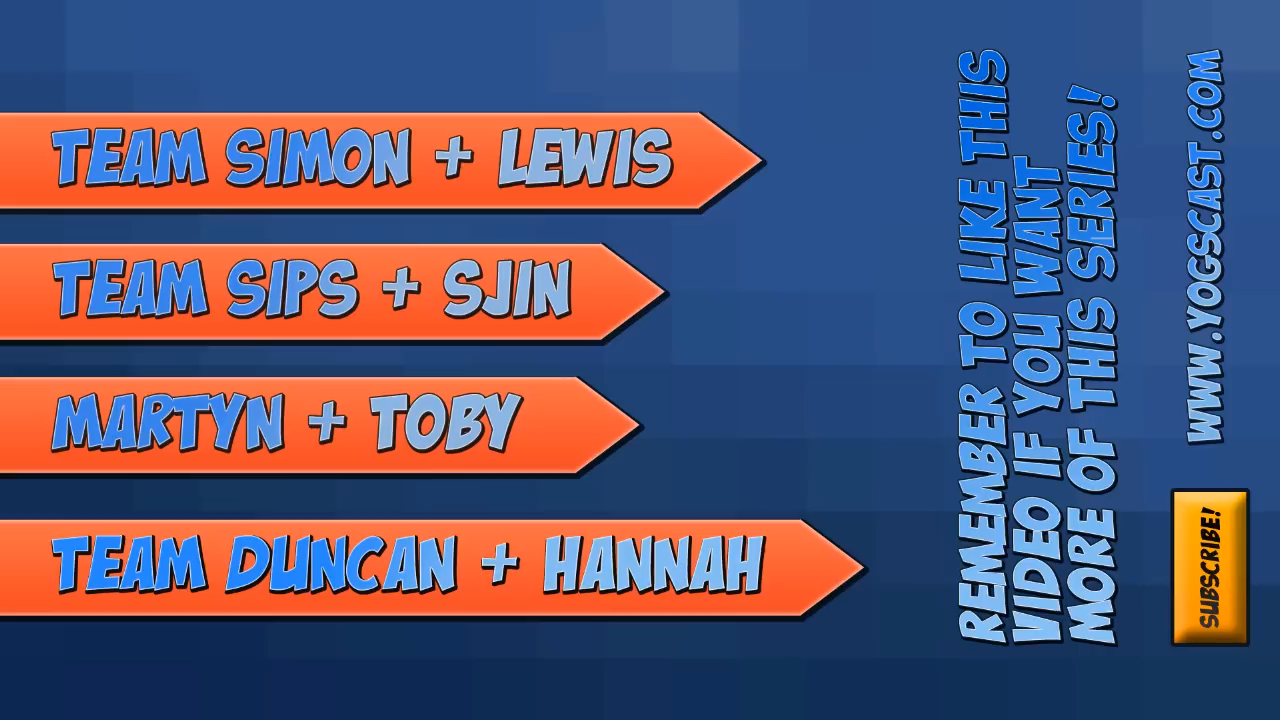 TEAM SIMON + LEWIS
TEAM SIPS + SJIN
MARTYN + TOBY
TEAM DUNCAN + HANNAH
REMEMBER TO LIKE THIS
VIDEO IF YOU WANT
MORE OF THIS SERIES!
WWW.YOGSCAST.COM
SUBSCRIBE!